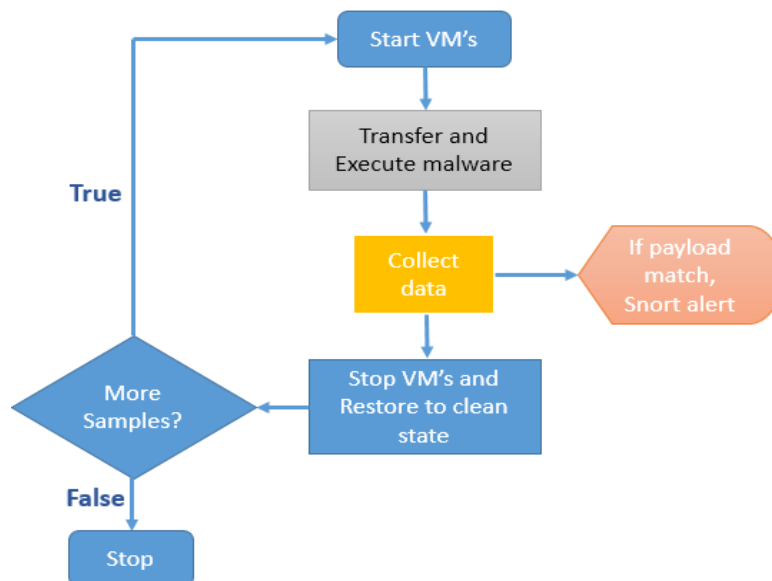 Start VM's
Transfer and
Execute malware
True
Collect
data
If payload
match,
Snort alert
More
Samples?
Stop VM's and
Restore to clean
state
False
Stop